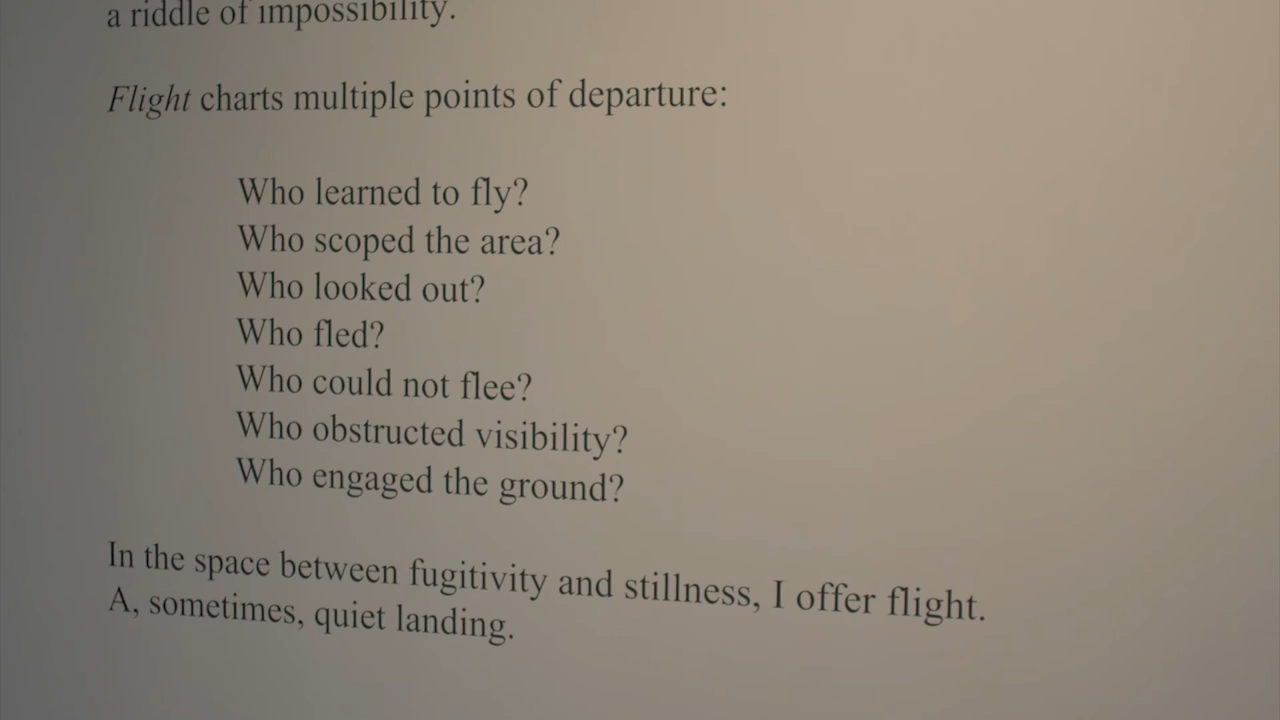 a riddle of impossibility.
Flight charts multiple points of departure:
Who learned to fly?
Who scoped the area?
Who looked out?
Who fled?
Who could not flee?
Who obstructed visibility?
Who engaged the ground?
In the space between fugitivity and stillness, I offer flight.
A, sometimes, quiet landing.